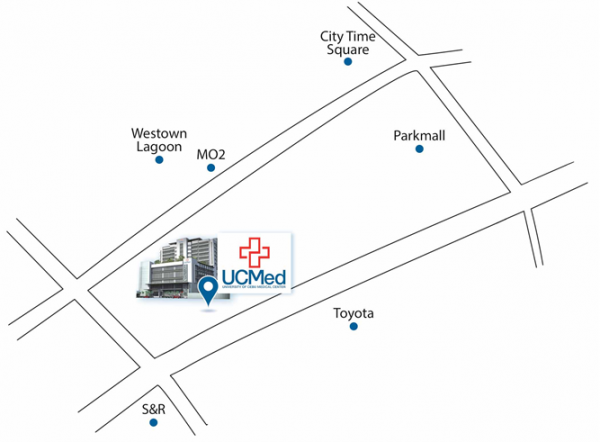 City Time
Square
Parkmall
Westown
Lagoon
MO2
UCMed
UNIVERSITY OF CEBU MEDICAL CENTER
Toyota
S&R